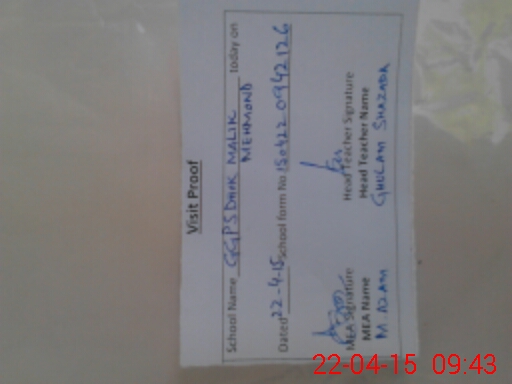 Visit Proof
School Name GGPS DHOK MALIK today on
MEHMOND
Dated 22-4-15 School form No 150422 0942126
MEA Signature Head Teacher Signature
MEA Name Head Teacher Name
M. AZAM GHULAM SHAZADA
22-04-15 09:43